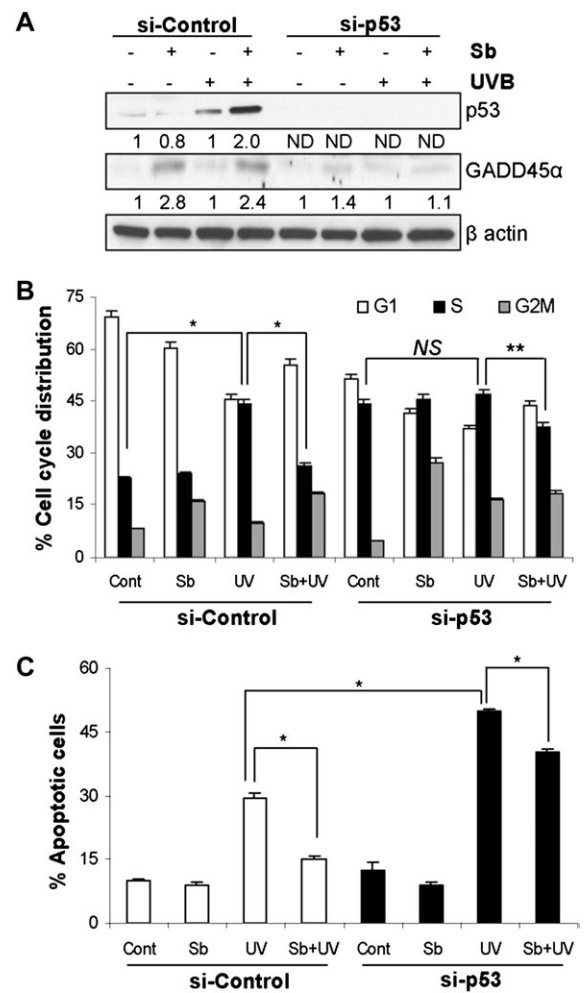 A
si-Control si-p53
- + - + - + - + Sb
- - + + - - + + UVB
p53
1 0.8 1 2.0 ND ND ND ND
GADD45α
1 2.8 1 2.4 1 1.4 1 1.1
β actin
B
% Cell cycle distribution
75
60
45
30
15
0
G1 S G2M
* * NS **
Cont Sb UV Sb+UV Cont Sb UV Sb+UV
si-Control si-p53
C
% Apoptotic cells
60
45
30
15
0
* * *
Cont Sb UV Sb+UV Cont Sb UV Sb+UV
si-Control si-p53